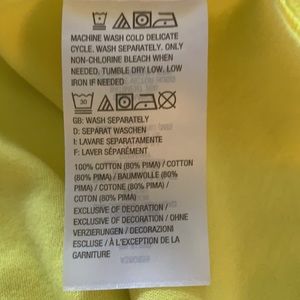 MACHINE WASH COLD DELICATE
CYCLE. WASH SEPARATELY. ONLY
NON-CHLORINE BLEACH WHEN
NEEDED. TUMBLE DRY LOW. LOW
IRON IF NEEDED
30
GB: WASH SEPARATELY
D: SEPARAT WASCHEN
I: LAVARE SEPARATAMENTE
F: LAVER SÉPARÉMENT
100% COTTON (80% PIMA) / COTTON
(80% PIMA) / BAUMWOLLE (80%
PIMA) / COTONE (80% PIMA) /
COTON (80% PIMA)
EXCLUSIVE OF DECORATION /
EXCLUSIVE OF DECORATION / OHNE
VERZIERUNGEN / DECORAZIONI
ESCLUSE / À L'EXCEPTION DE LA
GARNITURE